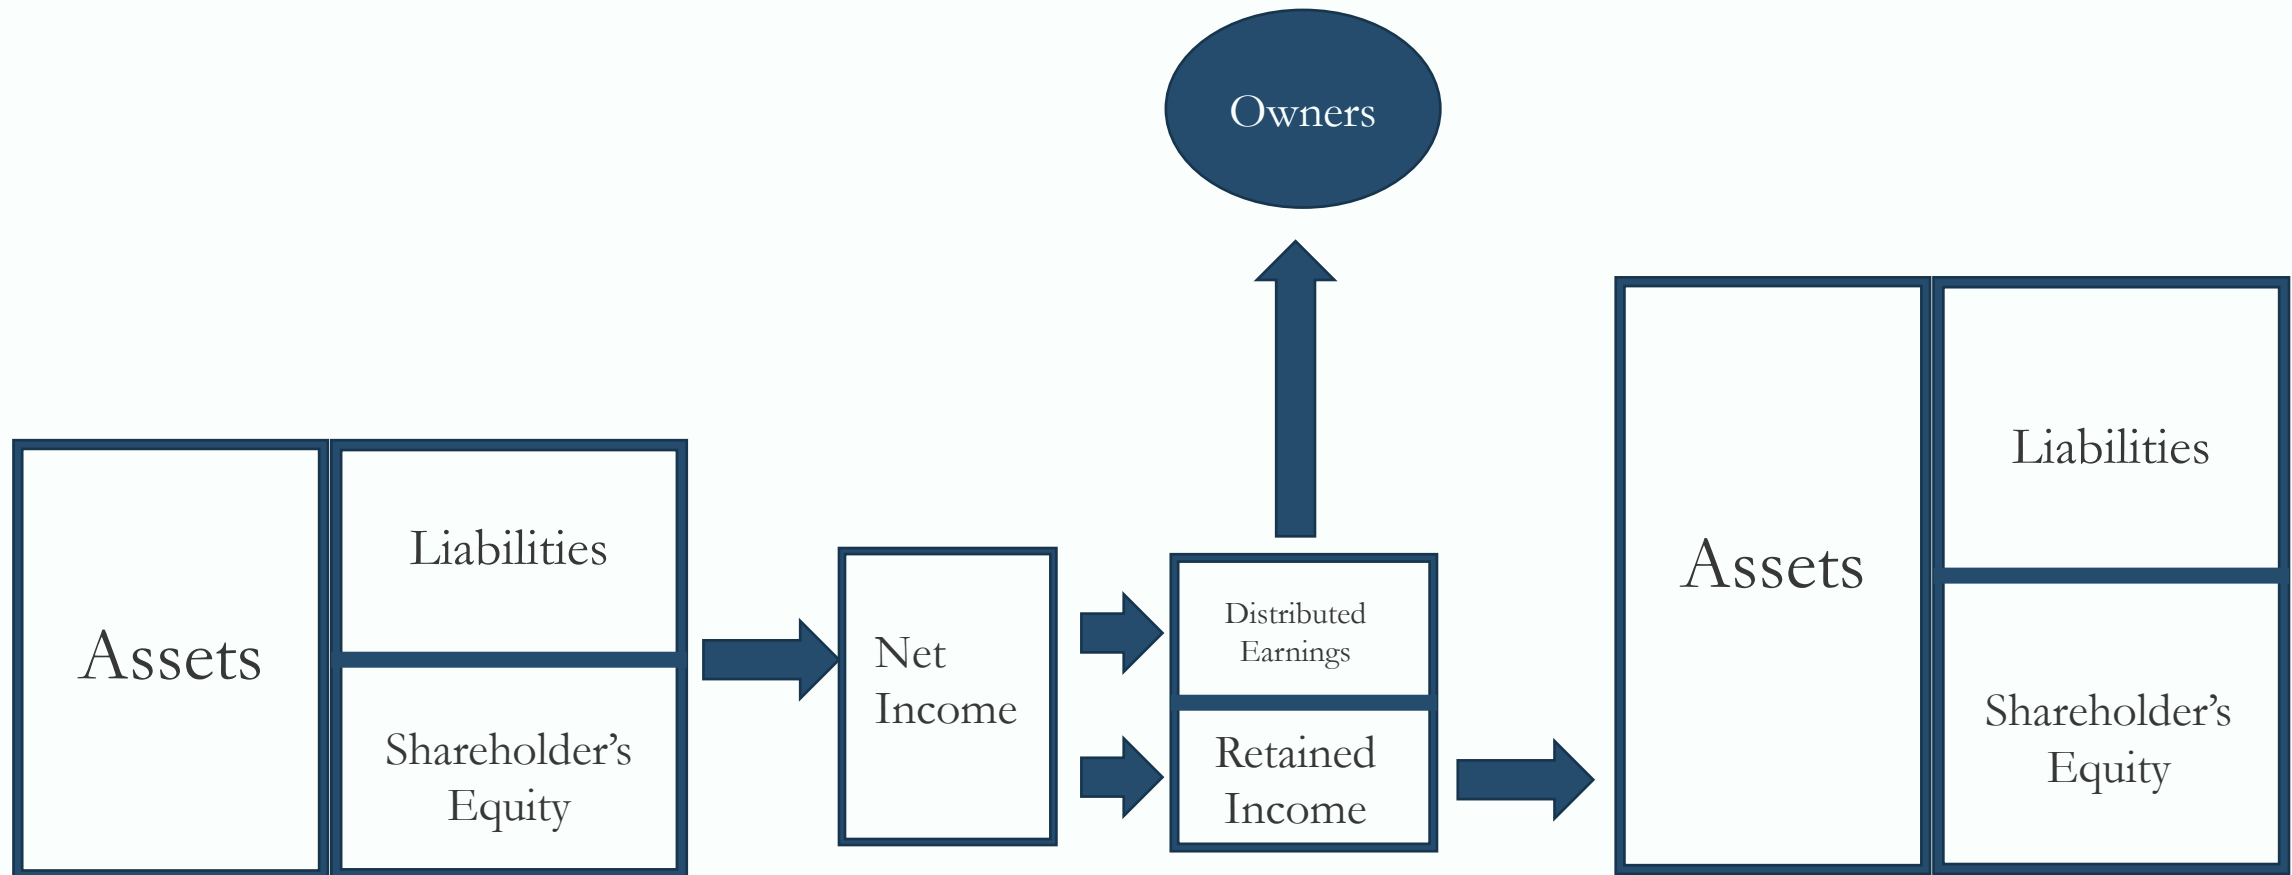 Owners
Assets
Liabilities
Shareholder’s
Equity
Net
Income
Distributed
Earnings
Retained
Income
Assets
Liabilities
Shareholder’s
Equity